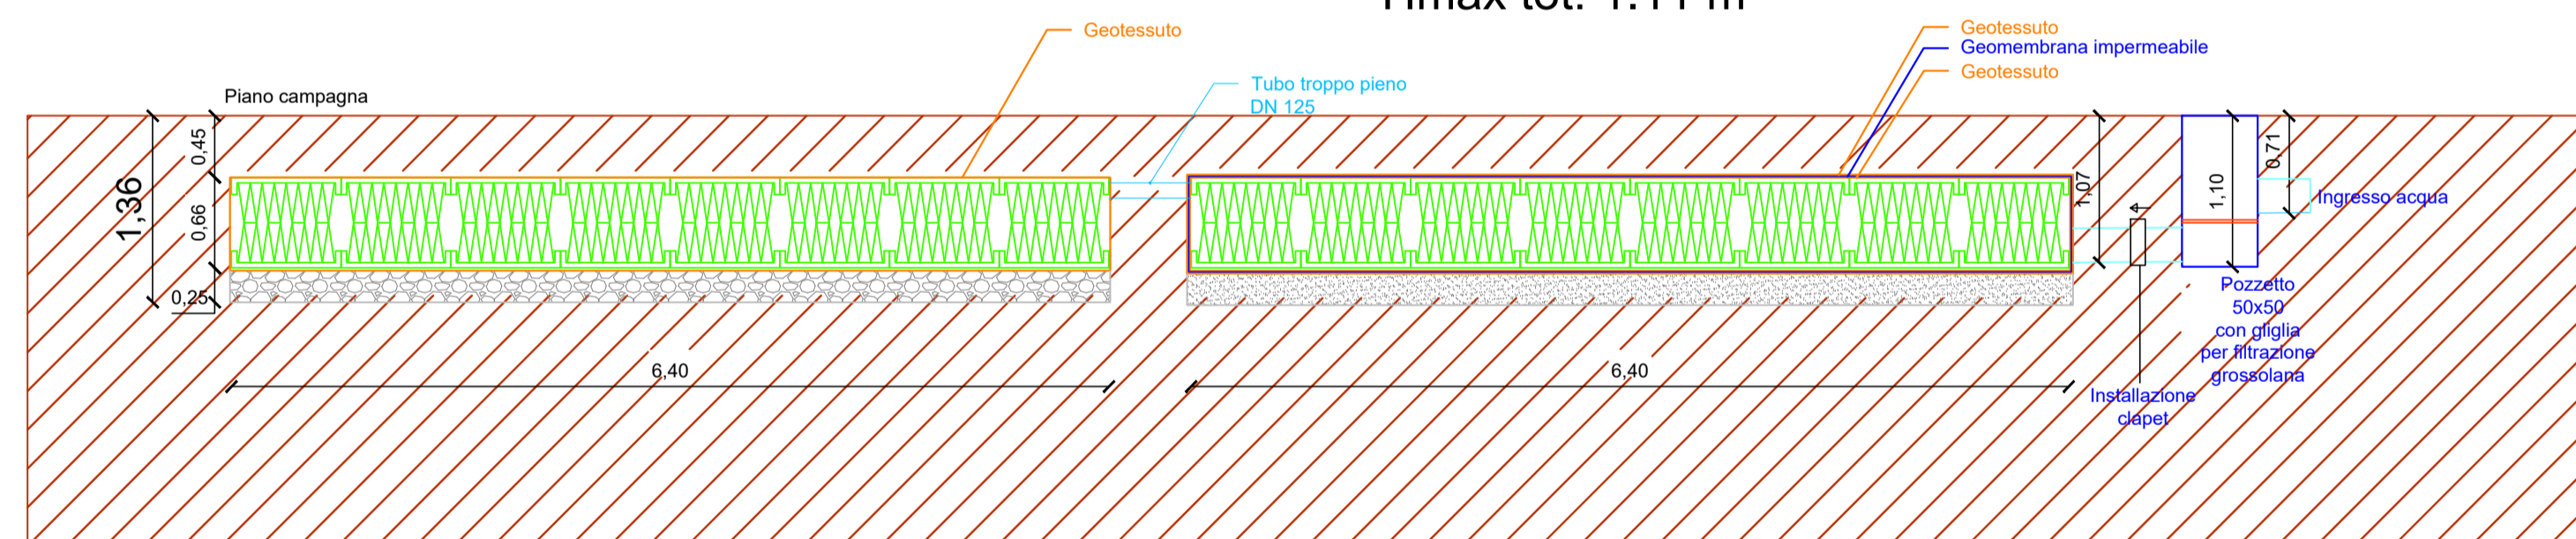 Geotessuto
Geotessuto
Geomembrana impermeabile
Geotessuto
Tubo troppo pieno
DN 125
Piano campagna
0,45
1,36
0,66
0,25
1,07
1,10
0,71
Ingresso acqua
Pozzetto
50x50
con gliglia
per filtrazione
grossolana
Installazione
clapet
6,40
6,40